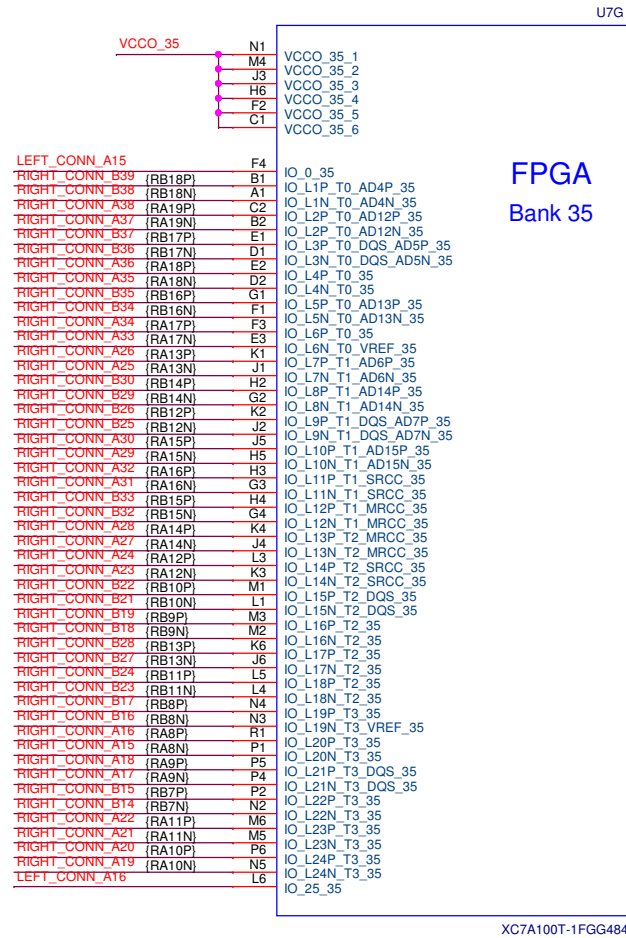 U7G
VCCO_35 N1 VCCO_35_1
M4 VCCO_35_2
J3 VCCO_35_3
H6 VCCO_35_4
F2 VCCO_35_5
C1 VCCO_35_6
FPGA
Bank 35
LEFT_CONN_A15 F4 IO_0_35
RIGHT_CONN_B39 {RB18P} B1 IO_L1P_T0_AD4P_35
RIGHT_CONN_B38 {RB18N} A1 IO_L1N_T0_AD4N_35
RIGHT_CONN_A38 {RA19P} C2 IO_L2P_T0_AD12P_35
RIGHT_CONN_A37 {RA19N} B2 IO_L2P_T0_AD12N_35
RIGHT_CONN_B37 {RB17P} E1 IO_L3P_T0_DQS_AD5P_35
RIGHT_CONN_B36 {RB17N} D1 IO_L3N_T0_DQS_AD5N_35
RIGHT_CONN_A36 {RA18P} E2 IO_L4P_T0_35
RIGHT_CONN_A35 {RA18N} D2 IO_L4N_T0_35
RIGHT_CONN_B35 {RB16P} G1 IO_L5P_T0_AD13P_35
RIGHT_CONN_B34 {RB16N} F1 IO_L5N_T0_AD13N_35
RIGHT_CONN_A34 {RA17P} F3 IO_L6P_T0_35
RIGHT_CONN_A33 {RA17N} E3 IO_L6N_T0_VREF_35
RIGHT_CONN_A26 {RA13P} K1 IO_L7P_T1_AD6P_35
RIGHT_CONN_A25 {RA13N} J1 IO_L7N_T1_AD6N_35
RIGHT_CONN_B30 {RB14P} H2 IO_L8P_T1_AD14P_35
RIGHT_CONN_B29 {RB14N} G2 IO_L8N_T1_AD14N_35
RIGHT_CONN_B26 {RB12P} K2 IO_L9P_T1_DQS_AD7P_35
RIGHT_CONN_B25 {RB12N} J2 IO_L9N_T1_DQS_AD7N_35
RIGHT_CONN_A30 {RA15P} J5 IO_L10P_T1_AD15P_35
RIGHT_CONN_A29 {RA15N} H5 IO_L10N_T1_AD15N_35
RIGHT_CONN_A32 {RA16P} H3 IO_L11P_T1_SRCC_35
RIGHT_CONN_A31 {RA16N} G3 IO_L11N_T1_SRCC_35
RIGHT_CONN_B33 {RB15P} H4 IO_L12P_T1_MRCC_35
RIGHT_CONN_B32 {RB15N} G4 IO_L12N_T1_MRCC_35
RIGHT_CONN_A28 {RA14P} K4 IO_L13P_T2_MRCC_35
RIGHT_CONN_A27 {RA14N} J4 IO_L13N_T2_MRCC_35
RIGHT_CONN_A24 {RA12P} L3 IO_L14P_T2_SRCC_35
RIGHT_CONN_A23 {RA12N} K3 IO_L14N_T2_SRCC_35
RIGHT_CONN_B22 {RB10P} M1 IO_L15P_T2_DQS_35
RIGHT_CONN_B21 {RB10N} L1 IO_L15N_T2_DQS_35
RIGHT_CONN_B19 {RB9P} M3 IO_L16P_T2_35
RIGHT_CONN_B18 {RB9N} M2 IO_L16N_T2_35
RIGHT_CONN_B28 {RB13P} K6 IO_L17P_T2_35
RIGHT_CONN_B27 {RB13N} J6 IO_L17N_T2_35
RIGHT_CONN_B24 {RB11P} L5 IO_L18P_T2_35
RIGHT_CONN_B23 {RB11N} L4 IO_L18N_T2_35
RIGHT_CONN_B17 {RB8P} N4 IO_L19P_T3_35
RIGHT_CONN_B16 {RB8N} N3 IO_L19N_T3_VREF_35
RIGHT_CONN_A16 {RA8P} R1 IO_L20P_T3_35
RIGHT_CONN_A15 {RA8N} P1 IO_L20N_T3_35
RIGHT_CONN_A18 {RA9P} P5 IO_L21P_T3_DQS_35
RIGHT_CONN_A17 {RA9N} P4 IO_L21N_T3_DQS_35
RIGHT_CONN_B15 {RB7P} P2 IO_L22P_T3_35
RIGHT_CONN_B14 {RB7N} N2 IO_L22N_T3_35
RIGHT_CONN_A22 {RA11P} M6 IO_L23P_T3_35
RIGHT_CONN_A21 {RA11N} M5 IO_L23N_T3_35
RIGHT_CONN_A20 {RA10P} P6 IO_L24P_T3_35
RIGHT_CONN_A19 {RA10N} N5 IO_L24N_T3_35
LEFT_CONN_A16 L6 IO_25_35
XC7A100T-1FGG484